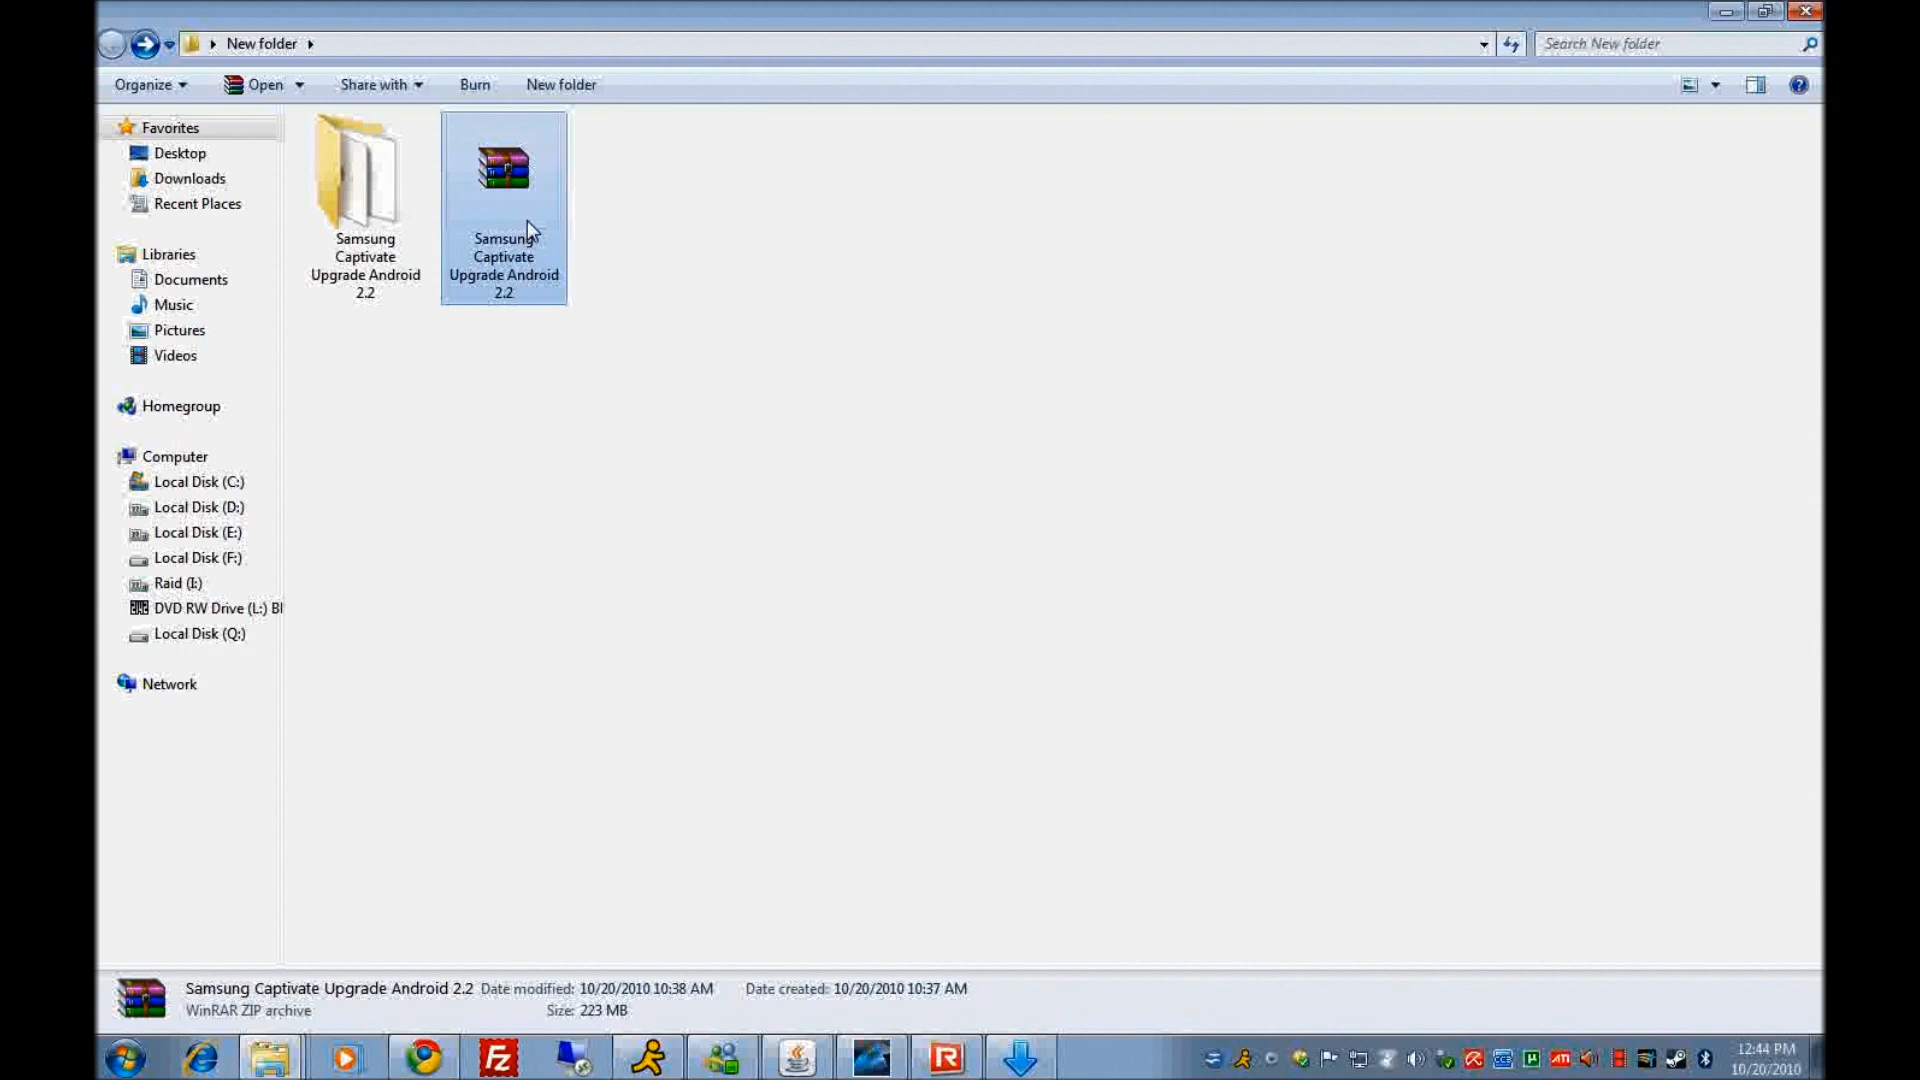 New folder
Search New folder
Organize Open Share with Burn New folder
Favorites
Desktop
Downloads
Recent Places
Libraries
Documents
Music
Pictures
Videos
Homegroup
Computer
Local Disk (C:)
Local Disk (D:)
Local Disk (E:)
Local Disk (F:)
Raid (I:)
DVD RW Drive (L:) Bl
Local Disk (Q:)
Network
Samsung
Captivate
Upgrade Android
2.2
Samsung
Captivate
Upgrade Android
2.2
Samsung Captivate Upgrade Android 2.2 Date modified: 10/20/2010 10:38 AM Date created: 10/20/2010 10:37 AM
WinRAR ZIP archive Size: 223 MB
Fz
R
CCC
µ
ATI
12:44 PM
10/20/2010